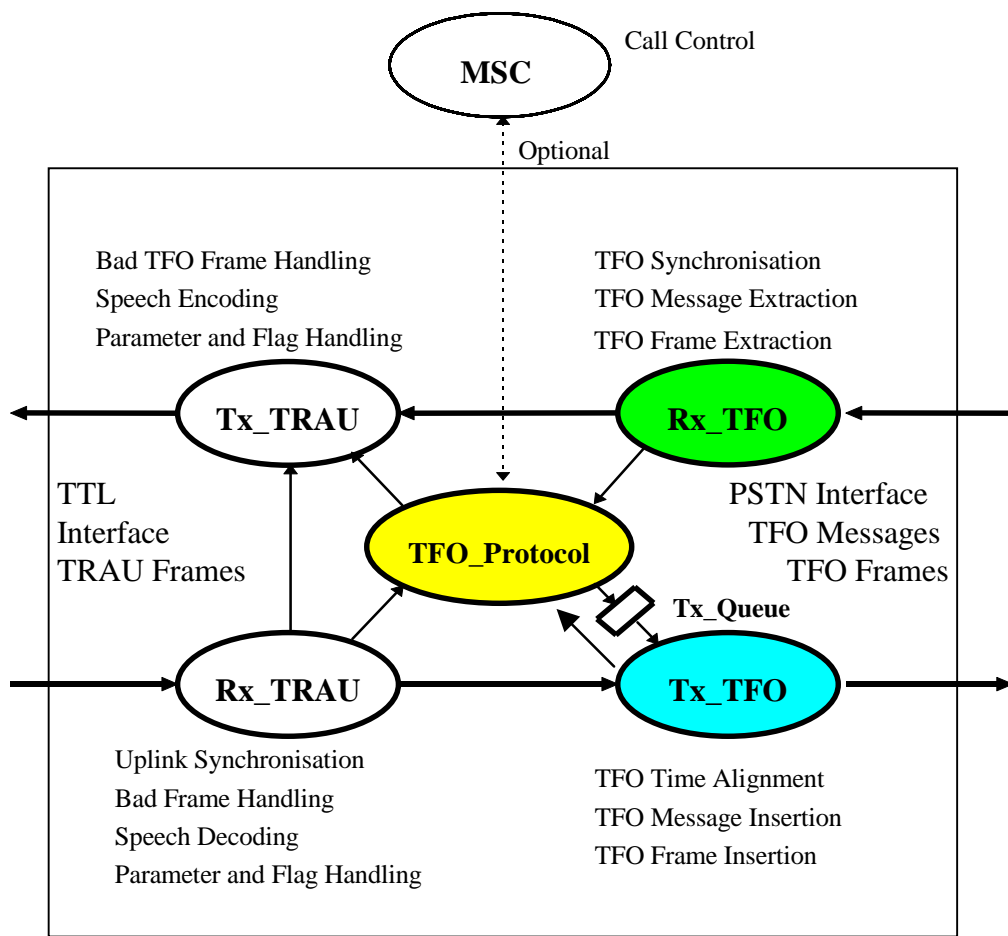 Call Control
MSC
Optional
Bad TFO Frame Handling
Speech Encoding
Parameter and Flag Handling
TFO Synchronisation
TFO Message Extraction
TFO Frame Extraction
Tx_TRAU
Rx_TFO
TTL
Interface
TRAU Frames
PSTN Interface
TFO Messages
TFO Frames
TFO_Protocol
Tx_Queue
Rx_TRAU
Tx_TFO
Uplink Synchronisation
Bad Frame Handling
Speech Decoding
Parameter and Flag Handling
TFO Time Alignment
TFO Message Insertion
TFO Frame Insertion